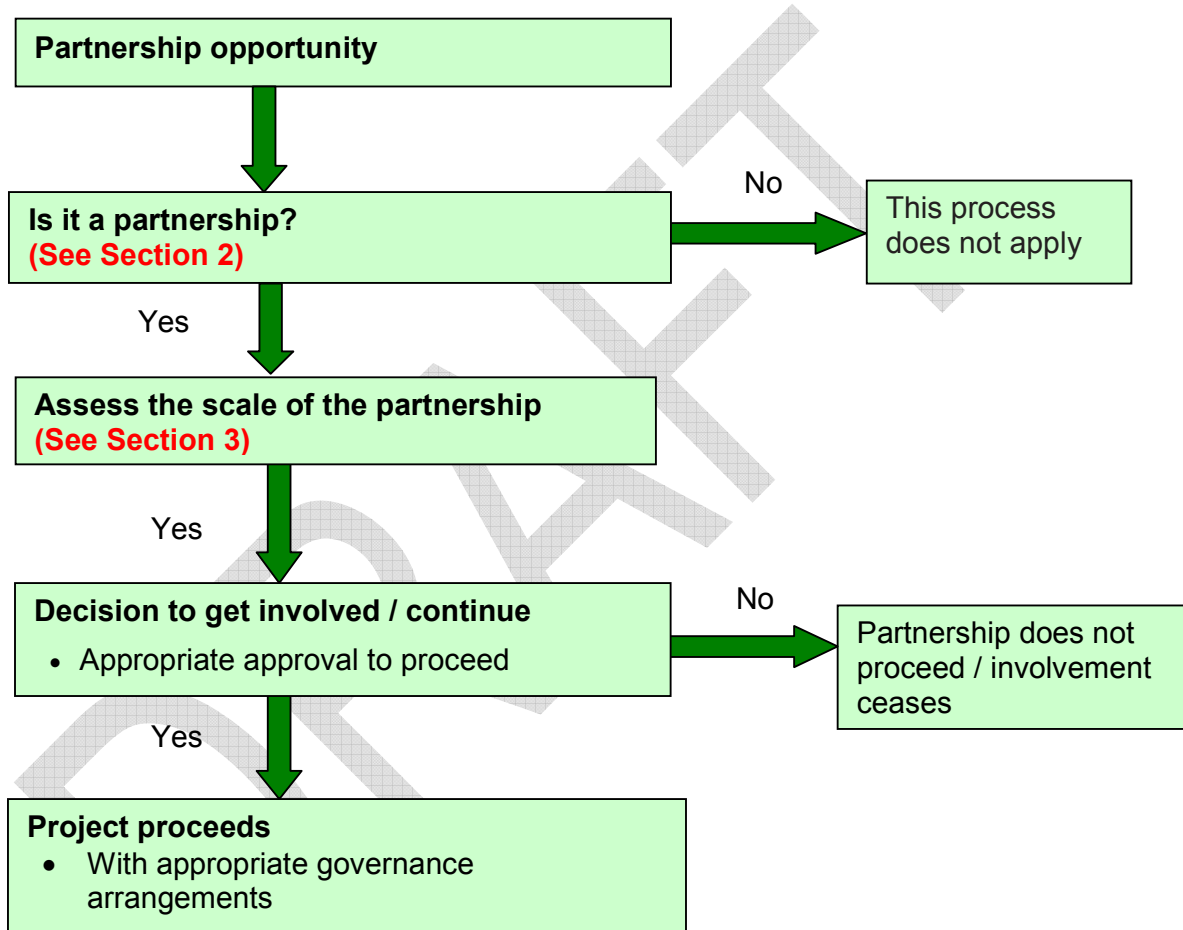 Partnership opportunity
Is it a partnership?
(See Section 2)
No
This process
does not apply
Yes
Assess the scale of the partnership
(See Section 3)
Yes
Decision to get involved / continue
• Appropriate approval to proceed
No
Partnership does not
proceed / involvement
ceases
Yes
Project proceeds
• With appropriate governance
arrangements
DRAFT